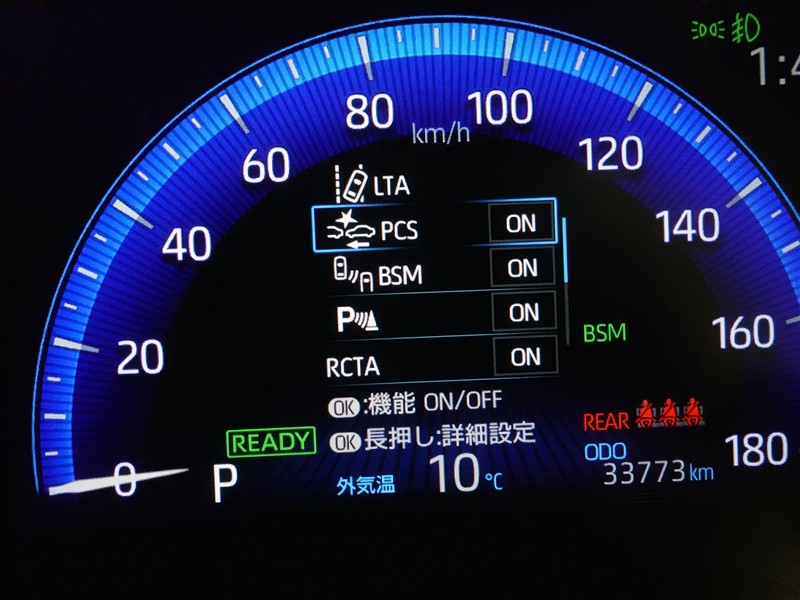 1:4
0
20
40
60
80
100
120
140
160
180
km/h
LTA
PCS ON
BSM ON
P ON
RCTA ON
OK:機能 ON/OFF
OK長押し:詳細設定
BSM
REAR
READY
P
外気温 10℃
ODO
33773km